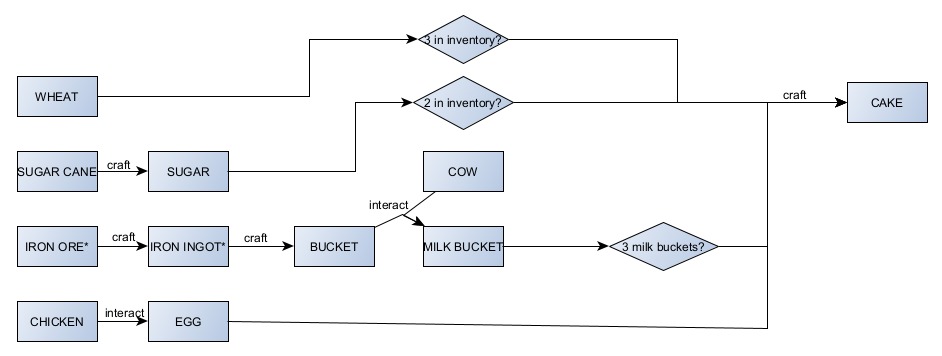 3 in inventory?
WHEAT
2 in inventory?
craft
CAKE
SUGAR CANE
craft
SUGAR
COW
interact
IRON ORE*
craft
IRON INGOT*
craft
BUCKET
MILK BUCKET
3 milk buckets?
CHICKEN
interact
EGG